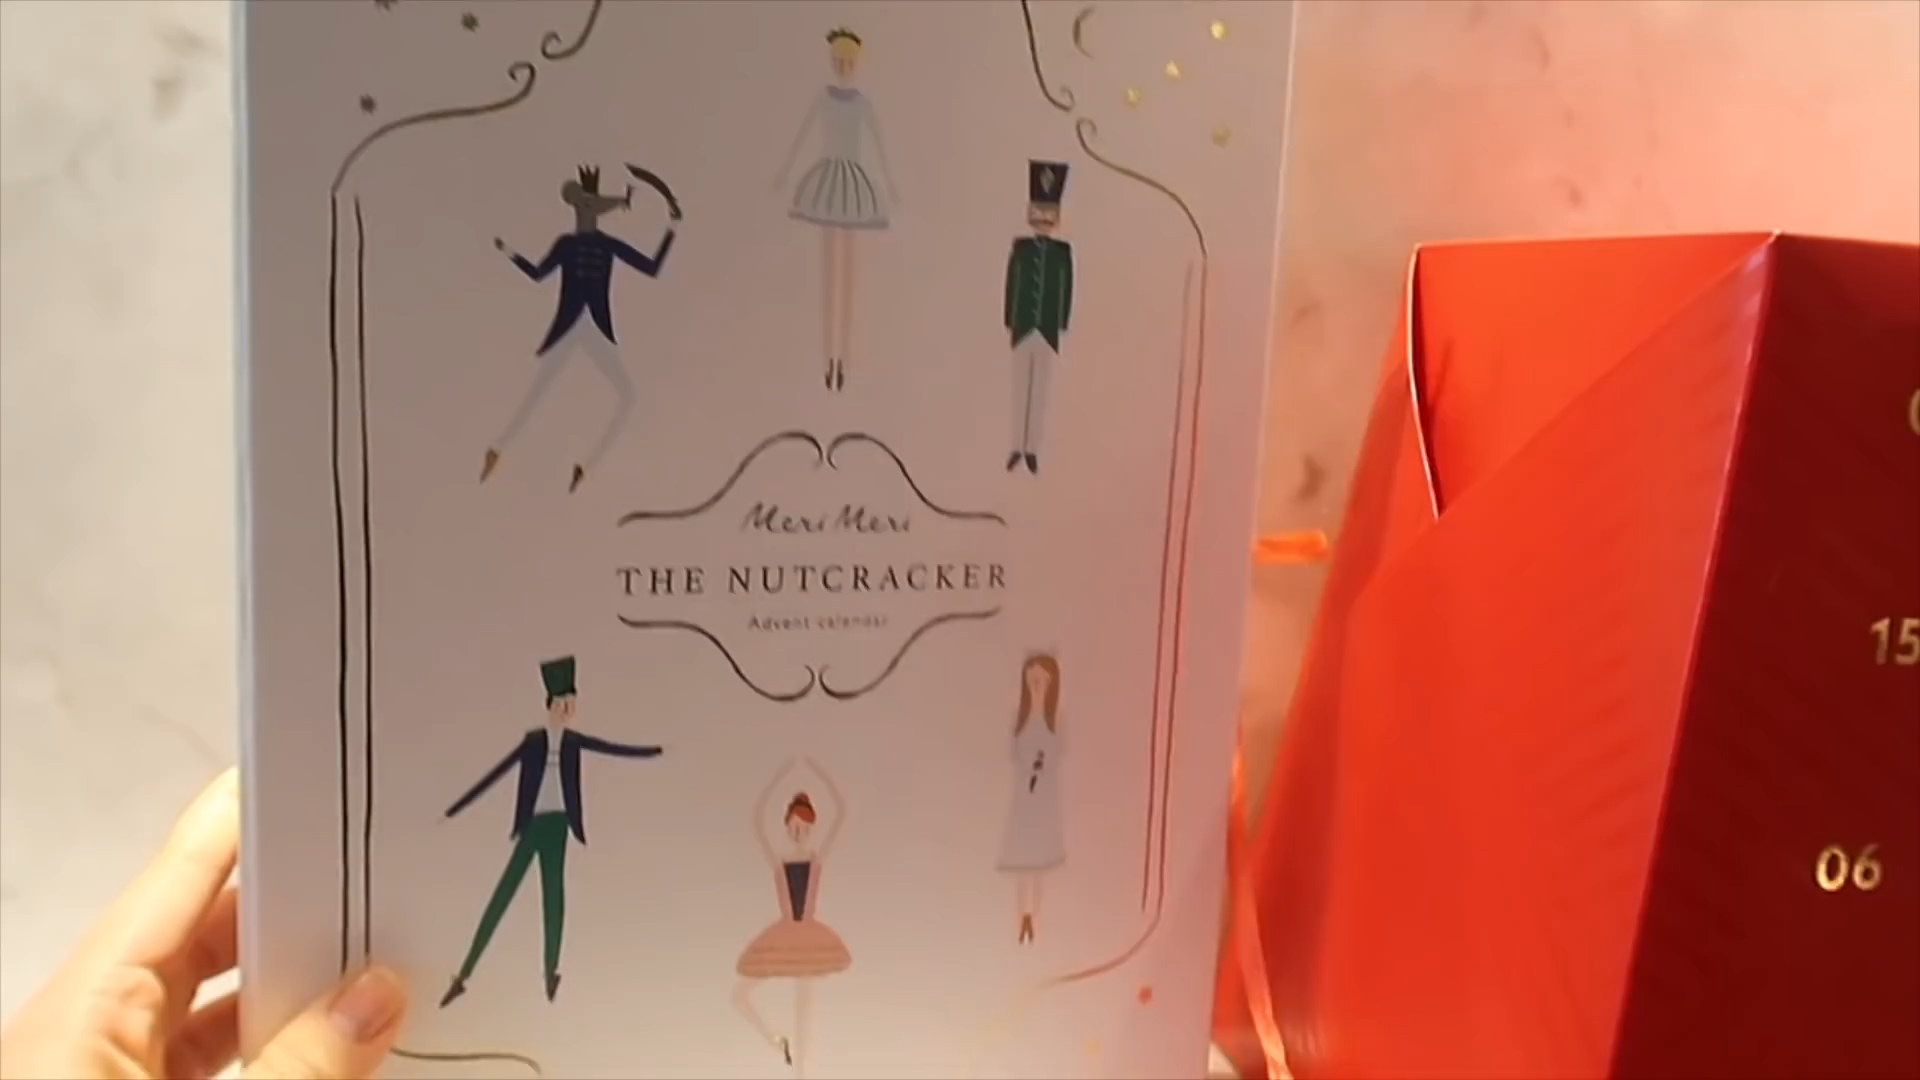 Meri Meri
THE NUTCRACKER
Advent calendar
15
06